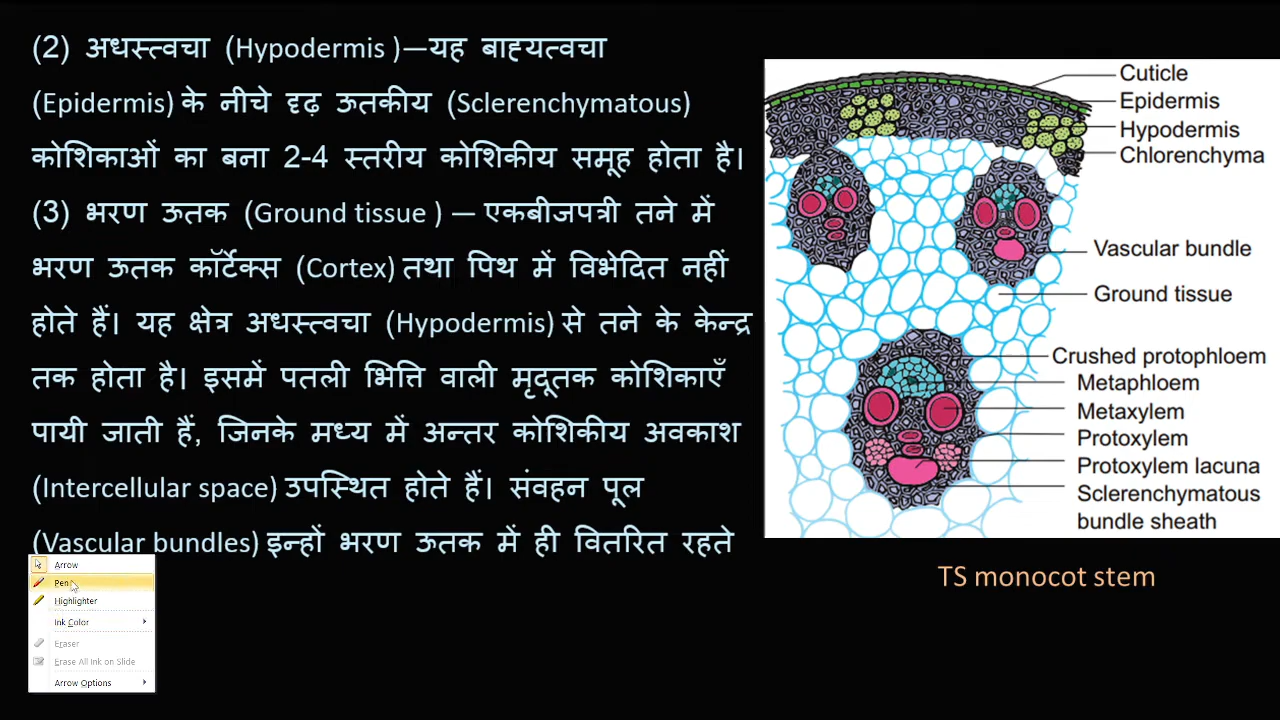 (2) अधस्त्वचा (Hypodermis )—यह बाह्यत्वचा
(Epidermis) के नीचे दृढ़ ऊतकीय (Sclerenchymatous)
कोशिकाओं का बना 2-4 स्तरीय कोशिकीय समूह होता है।
(3) भरण ऊतक (Ground tissue ) — एकबीजपत्री तने में
भरण ऊतक कॉर्टेक्स (Cortex) तथा पिथ में विभेदित नहीं
होते हैं। यह क्षेत्र अधस्त्वचा (Hypodermis) से तने के केन्द्र
तक होता है। इसमें पतली भित्ति वाली मृदूतक कोशिकाएँ
पायी जाती हैं, जिनके मध्य में अन्तर कोशिकीय अवकाश
(Intercellular space) उपस्थित होते हैं। संवहन पूल
(Vascular bundles) इन्हों भरण ऊतक में ही वितरित रहते
Arrow
Pen
Highlighter
Ink Color
Eraser
Erase All Ink on Slide
Arrow Options
Cuticle
Epidermis
Hypodermis
Chlorenchyma
Vascular bundle
Ground tissue
Crushed protophloem
Metaphloem
Metaxylem
Protoxylem
Protoxylem lacuna
Sclerenchymatous
bundle sheath
TS monocot stem